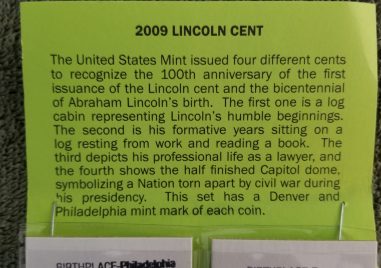 2009 LINCOLN CENT
The United States Mint issued four different cents
to recognize the 100th anniversary of the first
issuance of the Lincoln cent and the bicentennial
of Abraham Lincoln's birth. The first one is a log
cabin representing Lincoln's humble beginnings.
The second is his formative years sitting on a
log resting from work and reading a book. The
third depicts his professional life as a lawyer, and
the fourth shows the half finished Capitol dome,
symbolizing a Nation torn apart by civil war during
his presidency. This set has a Denver and
Philadelphia mint mark of each coin.
BIRTHPLACE-Philadelphia